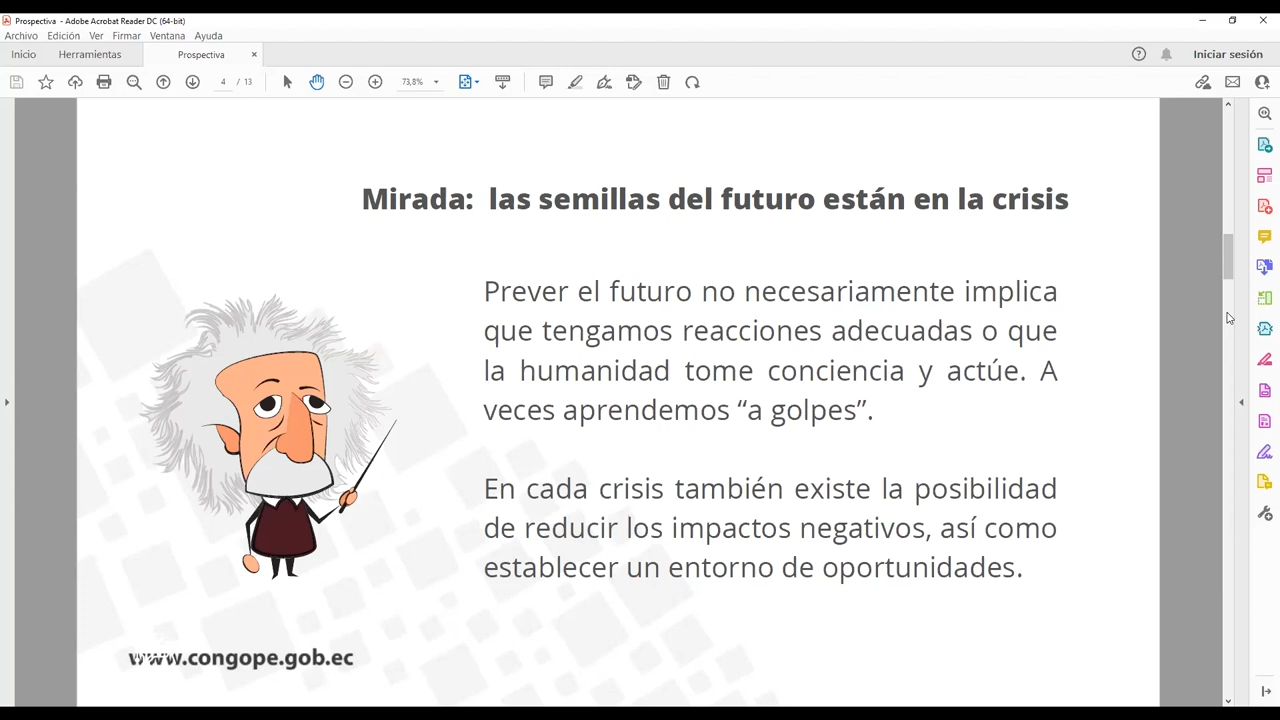 Prospectiva - Adobe Acrobat Reader DC (64-bit)
Archivo Edición Ver Firmar Ventana Ayuda
Inicio Herramientas Prospectiva × Iniciar sesión
4 / 13 73,8%
Mirada: las semillas del futuro están en la crisis
Prever el futuro no necesariamente implica
que tengamos reacciones adecuadas o que
la humanidad tome conciencia y actúe. A
veces aprendemos “a golpes”.
En cada crisis también existe la posibilidad
de reducir los impactos negativos, así como
establecer un entorno de oportunidades.
www.congope.gob.ec